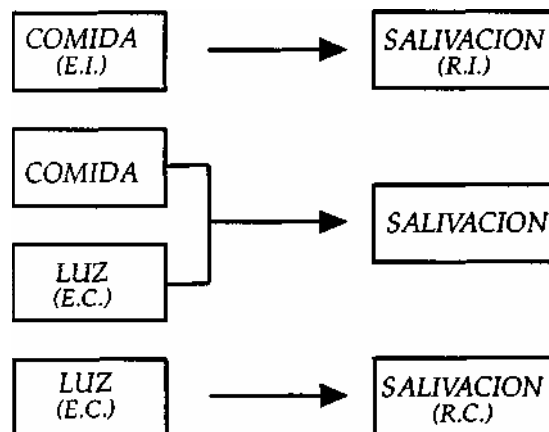 COMIDA
(E.I.)
SALIVACION
(R.I.)
COMIDA
LUZ
(E.C.)
SALIVACION
LUZ
(E.C.)
SALIVACION
(R.C.)